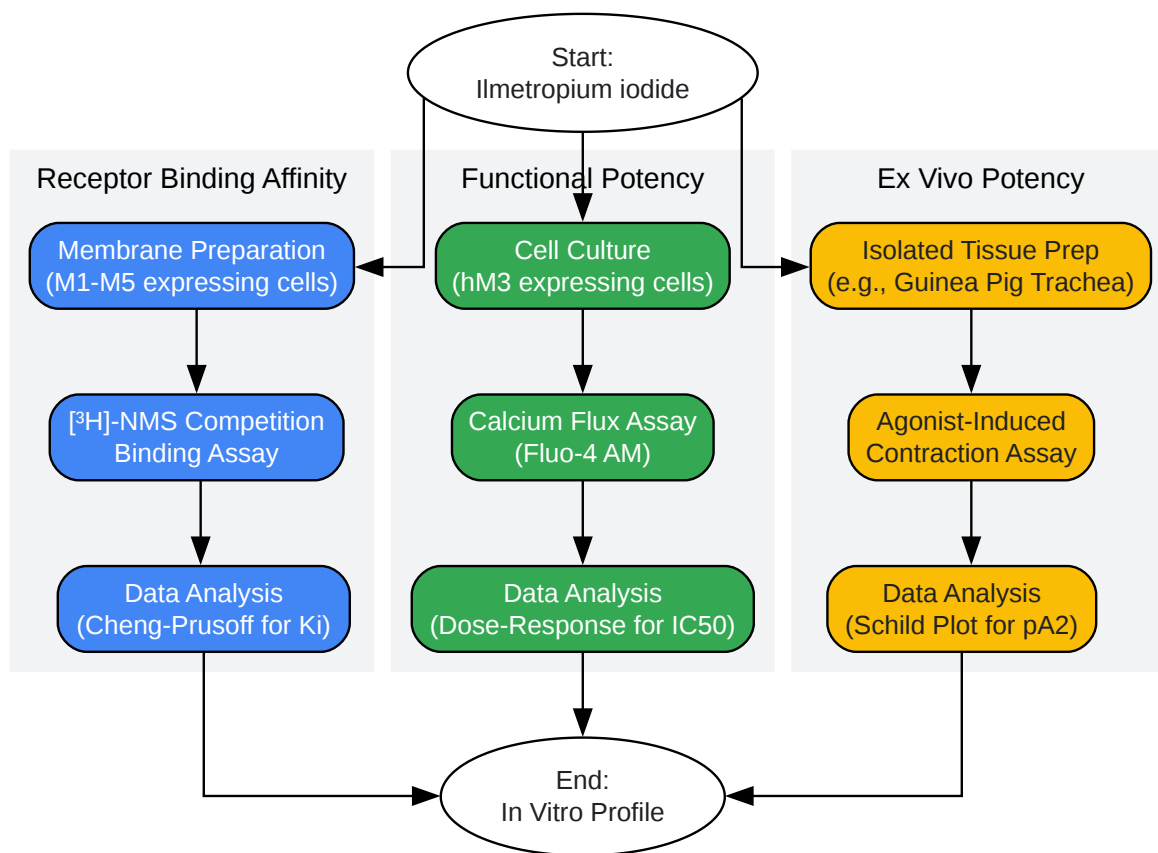 Start:
Ilmetropium iodide
Receptor Binding Affinity
Membrane Preparation
(M1-M5 expressing cells)
[³H]-NMS Competition
Binding Assay
Data Analysis
(Cheng-Prusoff for Ki)
Functional Potency
Cell Culture
(hM3 expressing cells)
Calcium Flux Assay
(Fluo-4 AM)
Data Analysis
(Dose-Response for IC50)
Ex Vivo Potency
Isolated Tissue Prep
(e.g., Guinea Pig Trachea)
Agonist-Induced
Contraction Assay
Data Analysis
(Schild Plot for pA2)
End:
In Vitro Profile